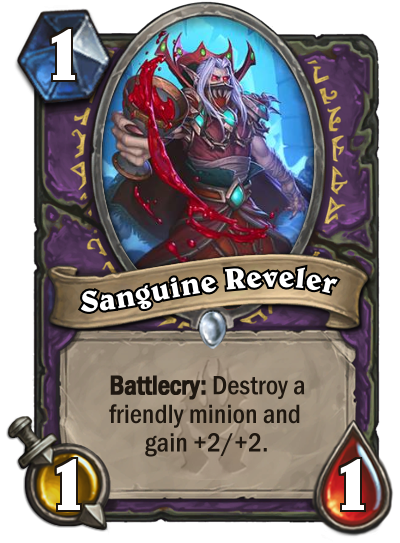 1
Sanguine Reveler
Battlecry: Destroy a
friendly minion and
gain +2/+2.
1
1